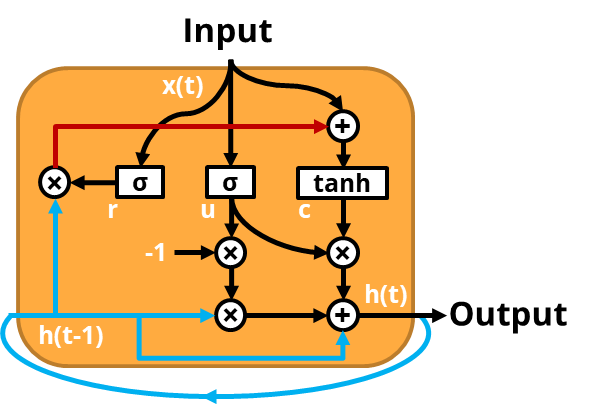 Input
x(t)
+
× σ σ tanh
r u c
-1 × ×
h(t)
h(t-1) × + Output